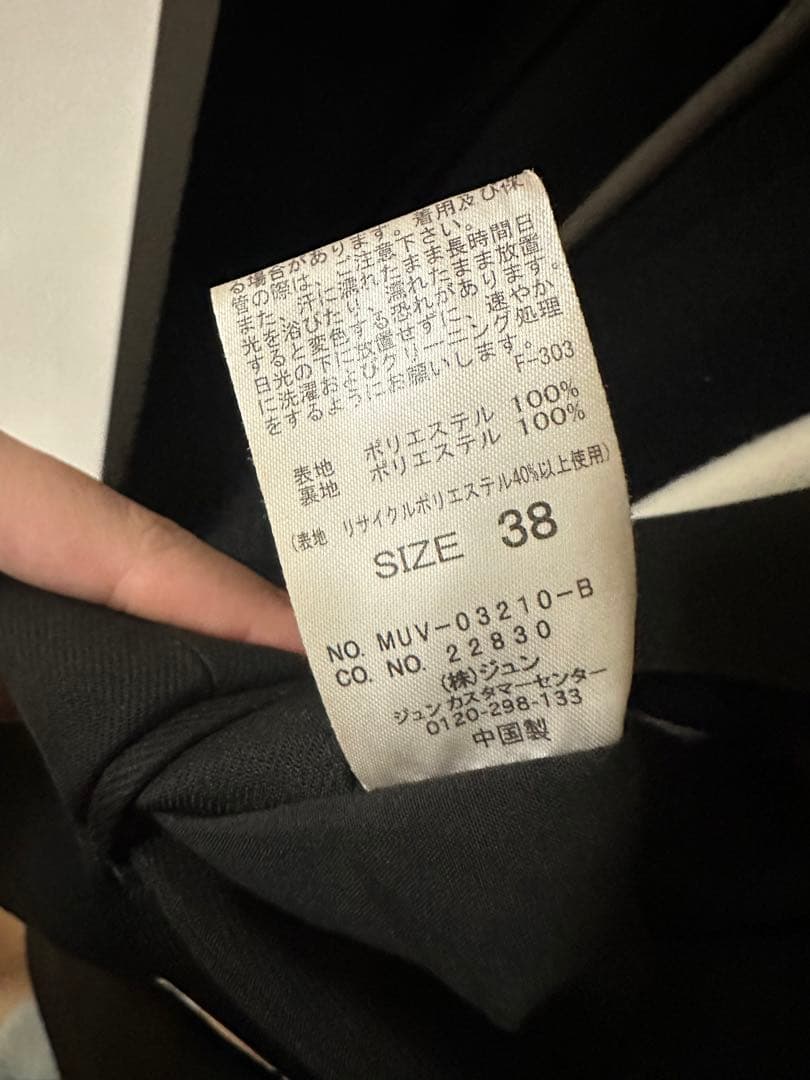 る場合があります。着用及び保
管の際は、ご注意下さい。
また、汗に濡れたまま長時間日
光を浴びたり、濡れたまま放置
すると変色する恐れがあります。
日光の下に放置せずに、速やか
に洗濯およびクリーニング処理
をするようにお願いします。
F-303
表地 ポリエステル 100%
裏地 ポリエステル 100%
(表地 リサイクルポリエステル40%以上使用)
SIZE 38
NO. MUV-03210-B
CO. NO. 22830
(株)ジュン
ジュンカスタマーセンター
0120-298-133
中国製